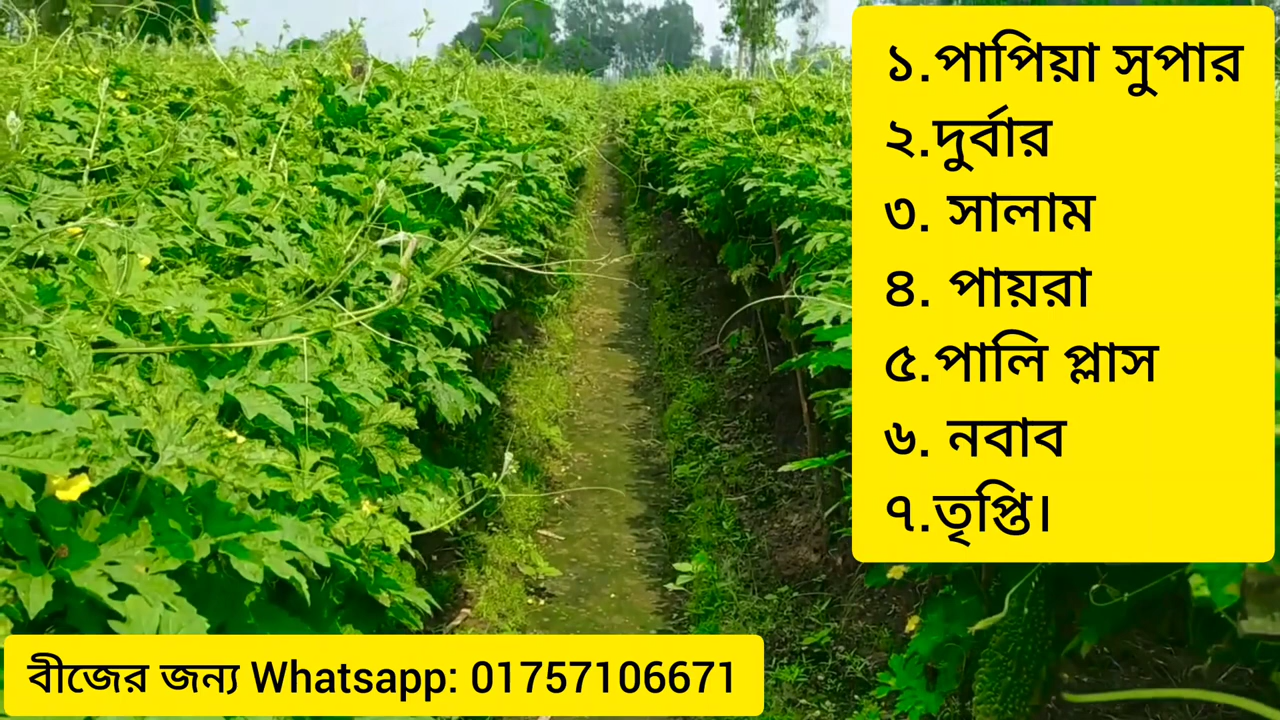 ১.পাপিয়া সুপার
২.দুর্বার
৩. সালাম
৪. পায়রা
৫.পালি প্লাস
৬. নবাব
৭.তৃপ্তি।
বীজের জন্য Whatsapp: 01757106671